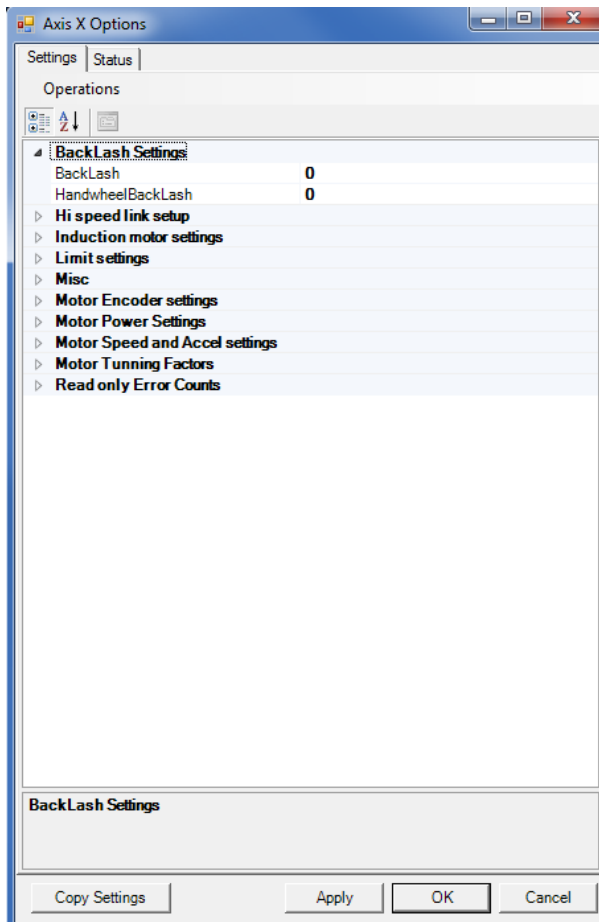 Axis X Options
Settings Status
Operations
BackLash Settings
BackLash 0
HandwheelBackLash 0
Hi speed link setup
Induction motor settings
Limit settings
Misc
Motor Encoder settings
Motor Power Settings
Motor Speed and Accel settings
Motor Tunning Factors
Read only Error Counts
BackLash Settings
Copy Settings Apply OK Cancel